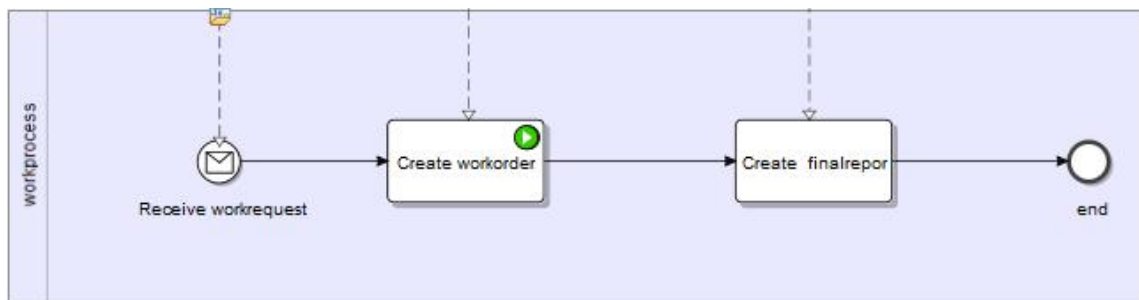 workprocess
Receive workrequest
Create workorder
Create finalrepor
end